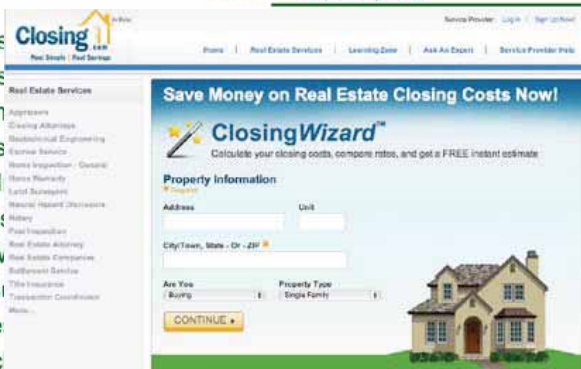 in Beta
Closing
.com
Real Simple | Real Savings
Service Provider: Log In | Sign Up Now!
Home | Real Estate Services | Learning Zone | Ask An Expert | Service Provider Help
Real Estate Services
Appraisers
Closing Attorneys
Geotechnical Engineering
Escrow Service
Home Inspection - General
Home Warranty
Land Surveyors
Natural Hazard Disclosure
Notary
Pest Inspection
Real Estate Attorney
Real Estate Companies
Settlement Service
Title Insurance
Transaction Coordinator
More...
Save Money on Real Estate Closing Costs Now!
ClosingWizard™
Calculate your closing costs, compare rates, and get a FREE instant estimate
Property Information
Required
Address Unit
City/Town, State - Or - ZIP
Are You Property Type
Buying Single Family
CONTINUE